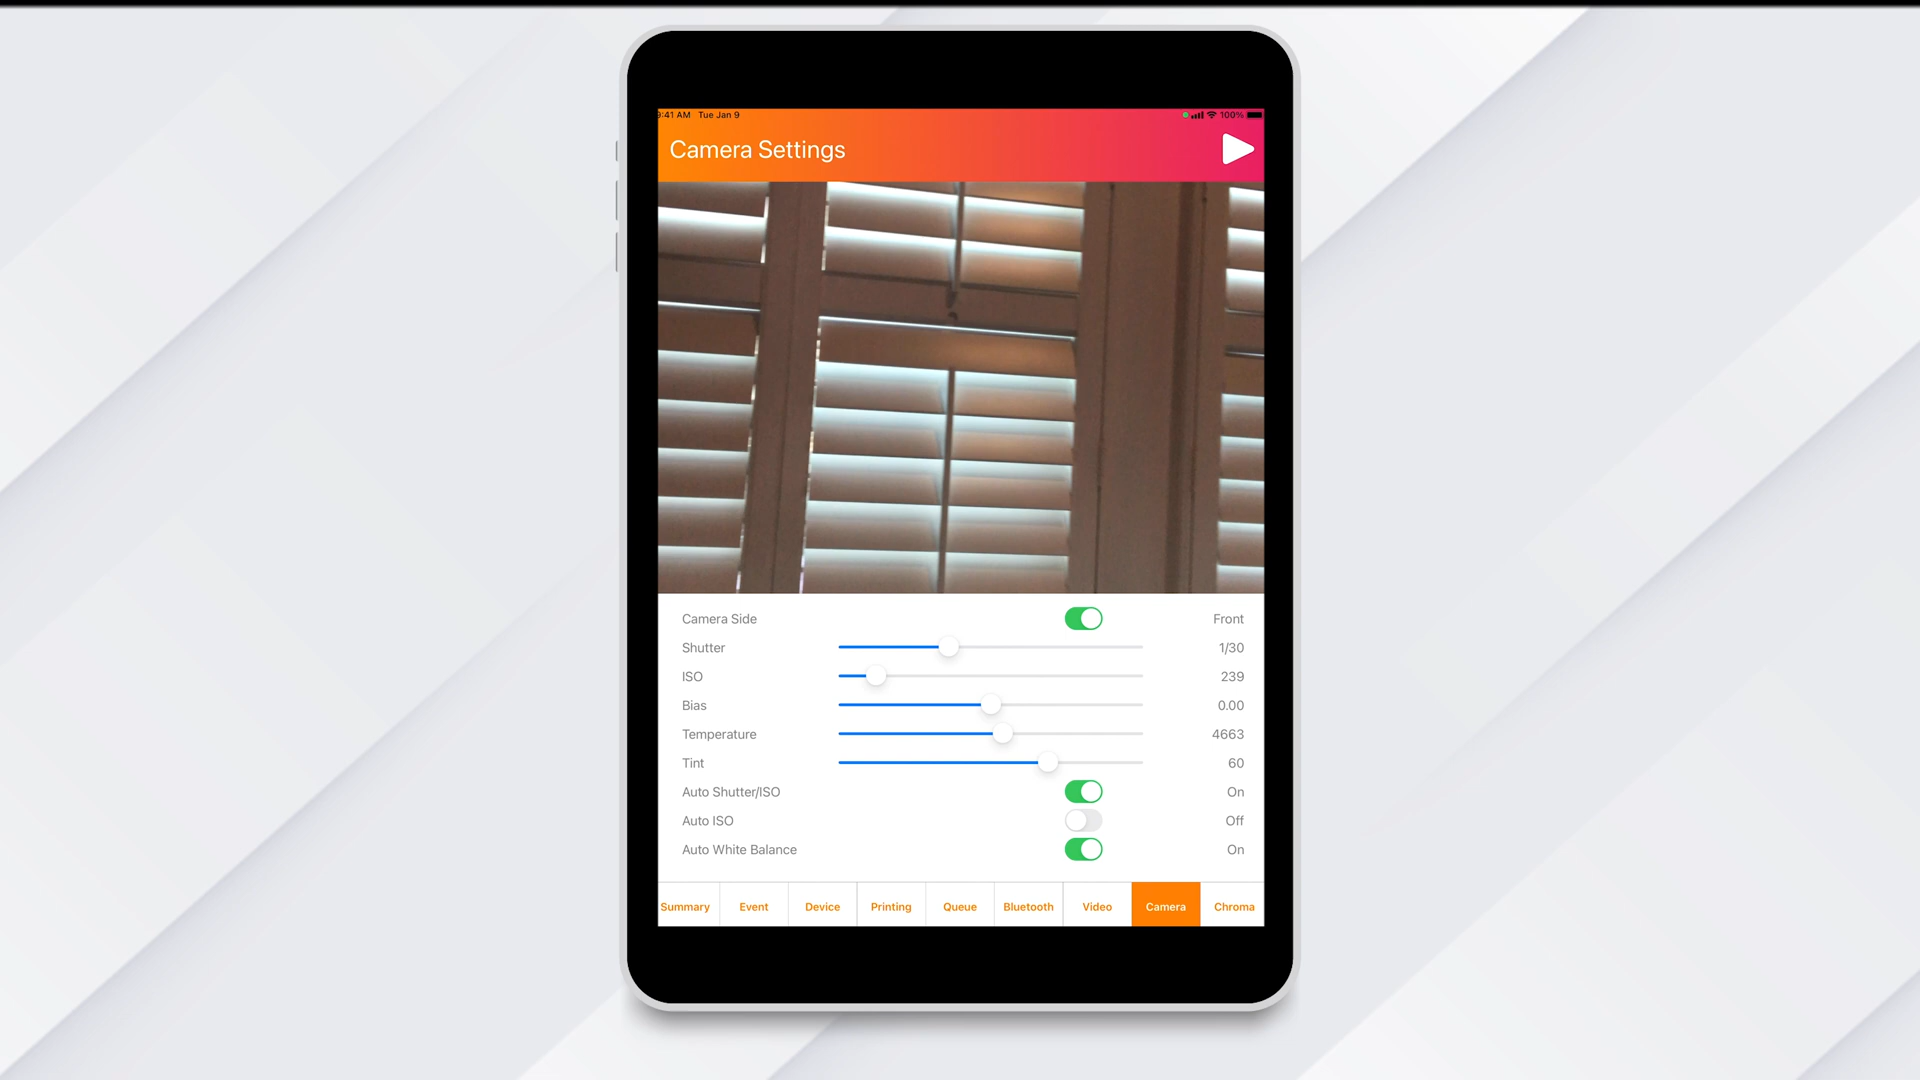 9:41 AM Tue Jan 9 100%
Camera Settings
Camera Side Front
Shutter 1/30
ISO 239
Bias 0.00
Temperature 4663
Tint 60
Auto Shutter/ISO On
Auto ISO Off
Auto White Balance On
Summary Event Device Printing Queue Bluetooth Video Camera Chroma